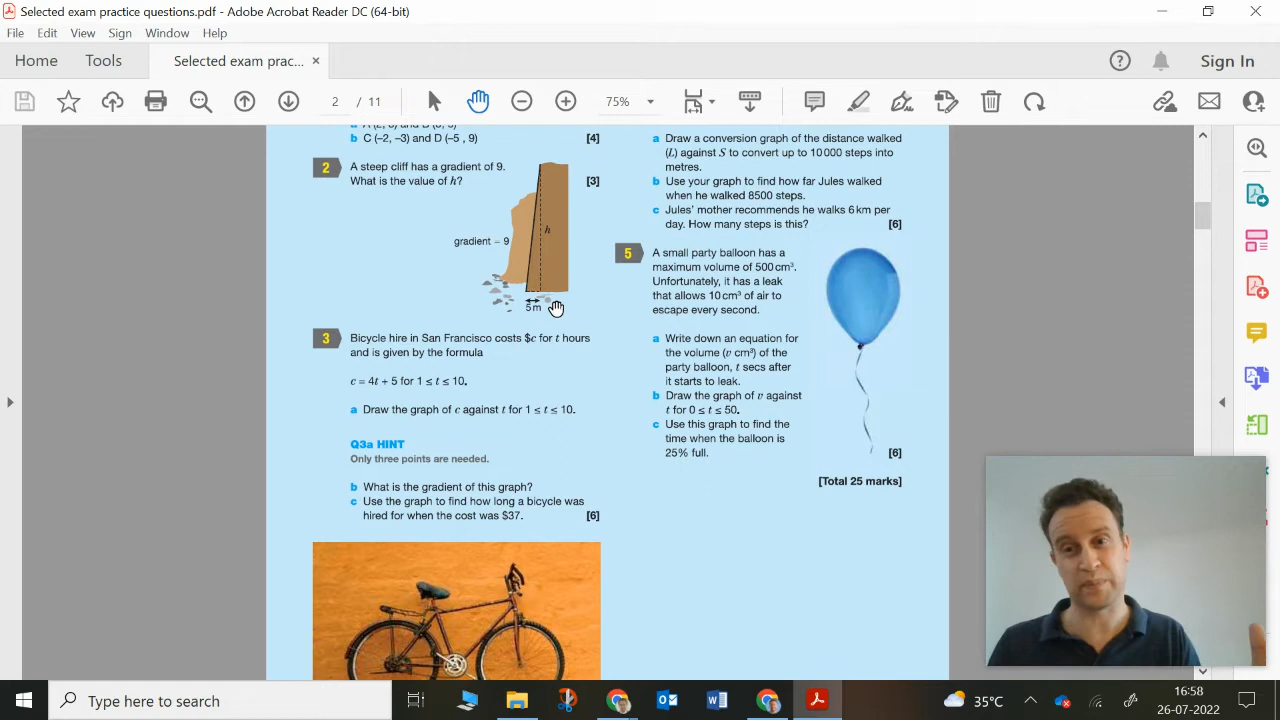 Selected exam practice questions.pdf - Adobe Acrobat Reader DC (64-bit)
File Edit View Sign Window Help
Home Tools Selected exam prac... × Sign In
2 / 11 75%
b C (–2, –3) and D (–5 , 9) [4]
2 A steep cliff has a gradient of 9.
What is the value of h? [3]
h
gradient = 9
5 m
3 Bicycle hire in San Francisco costs $c for t hours
and is given by the formula
c = 4t + 5 for 1 ≤ t ≤ 10.
a Draw the graph of c against t for 1 ≤ t ≤ 10.
Q3a HINT
Only three points are needed.
b What is the gradient of this graph?
c Use the graph to find how long a bicycle was
hired for when the cost was $37. [6]
a Draw a conversion graph of the distance walked
(L) against S to convert up to 10 000 steps into
metres.
b Use your graph to find how far Jules walked
when he walked 8500 steps.
c Jules’ mother recommends he walks 6 km per
day. How many steps is this? [6]
5 A small party balloon has a
maximum volume of 500 cm³.
Unfortunately, it has a leak
that allows 10 cm³ of air to
escape every second.
a Write down an equation for
the volume (v cm³) of the
party balloon, t secs after
it starts to leak.
b Draw the graph of v against
t for 0 ≤ t ≤ 50.
c Use this graph to find the
time when the balloon is
25% full. [6]
[Total 25 marks]
Type here to search
35°C
16:58
26-07-2022